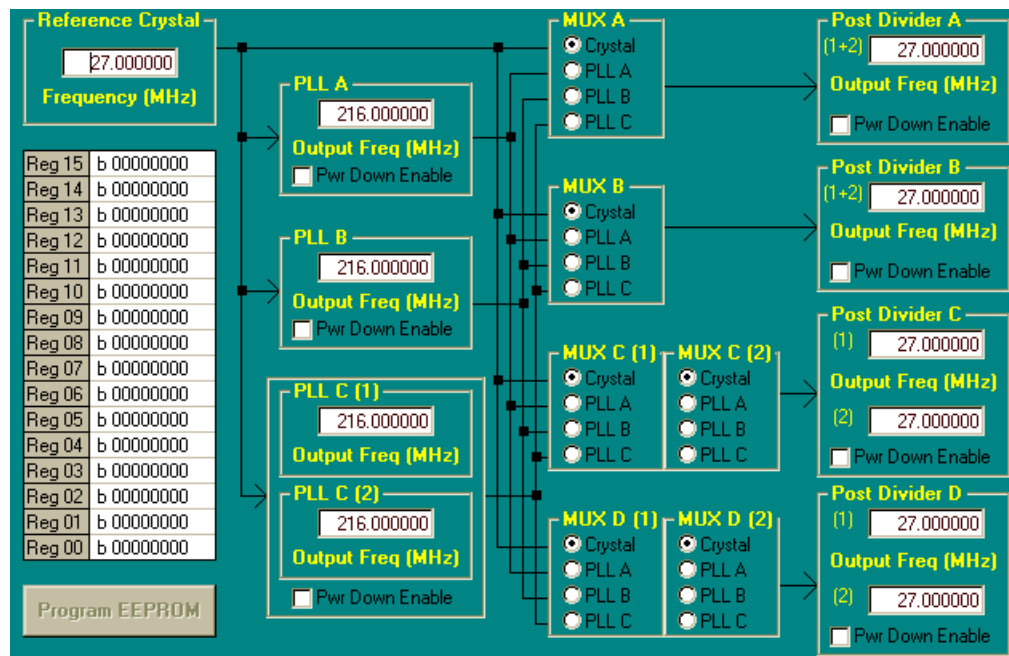 Reference Crystal
27.000000
Frequency (MHz)
Reg 15 b 00000000
Reg 14 b 00000000
Reg 13 b 00000000
Reg 12 b 00000000
Reg 11 b 00000000
Reg 10 b 00000000
Reg 09 b 00000000
Reg 08 b 00000000
Reg 07 b 00000000
Reg 06 b 00000000
Reg 05 b 00000000
Reg 04 b 00000000
Reg 03 b 00000000
Reg 02 b 00000000
Reg 01 b 00000000
Reg 00 b 00000000
Program EEPROM
PLL A
216.000000
Output Freq (MHz)
Pwr Down Enable
PLL B
216.000000
Output Freq (MHz)
Pwr Down Enable
PLL C (1)
216.000000
Output Freq (MHz)
PLL C (2)
216.000000
Output Freq (MHz)
Pwr Down Enable
MUX A
Crystal
PLL A
PLL B
PLL C
MUX B
Crystal
PLL A
PLL B
PLL C
MUX C (1) MUX C (2)
Crystal Crystal
PLL A PLL A
PLL B PLL B
PLL C PLL C
MUX D (1) MUX D (2)
Crystal Crystal
PLL A PLL A
PLL B PLL B
PLL C PLL C
Post Divider A
(1+2) 27.000000
Output Freq (MHz)
Pwr Down Enable
Post Divider B
(1+2) 27.000000
Output Freq (MHz)
Pwr Down Enable
Post Divider C
(1) 27.000000
Output Freq (MHz)
(2) 27.000000
Pwr Down Enable
Post Divider D
(1) 27.000000
Output Freq (MHz)
(2) 27.000000
Pwr Down Enable